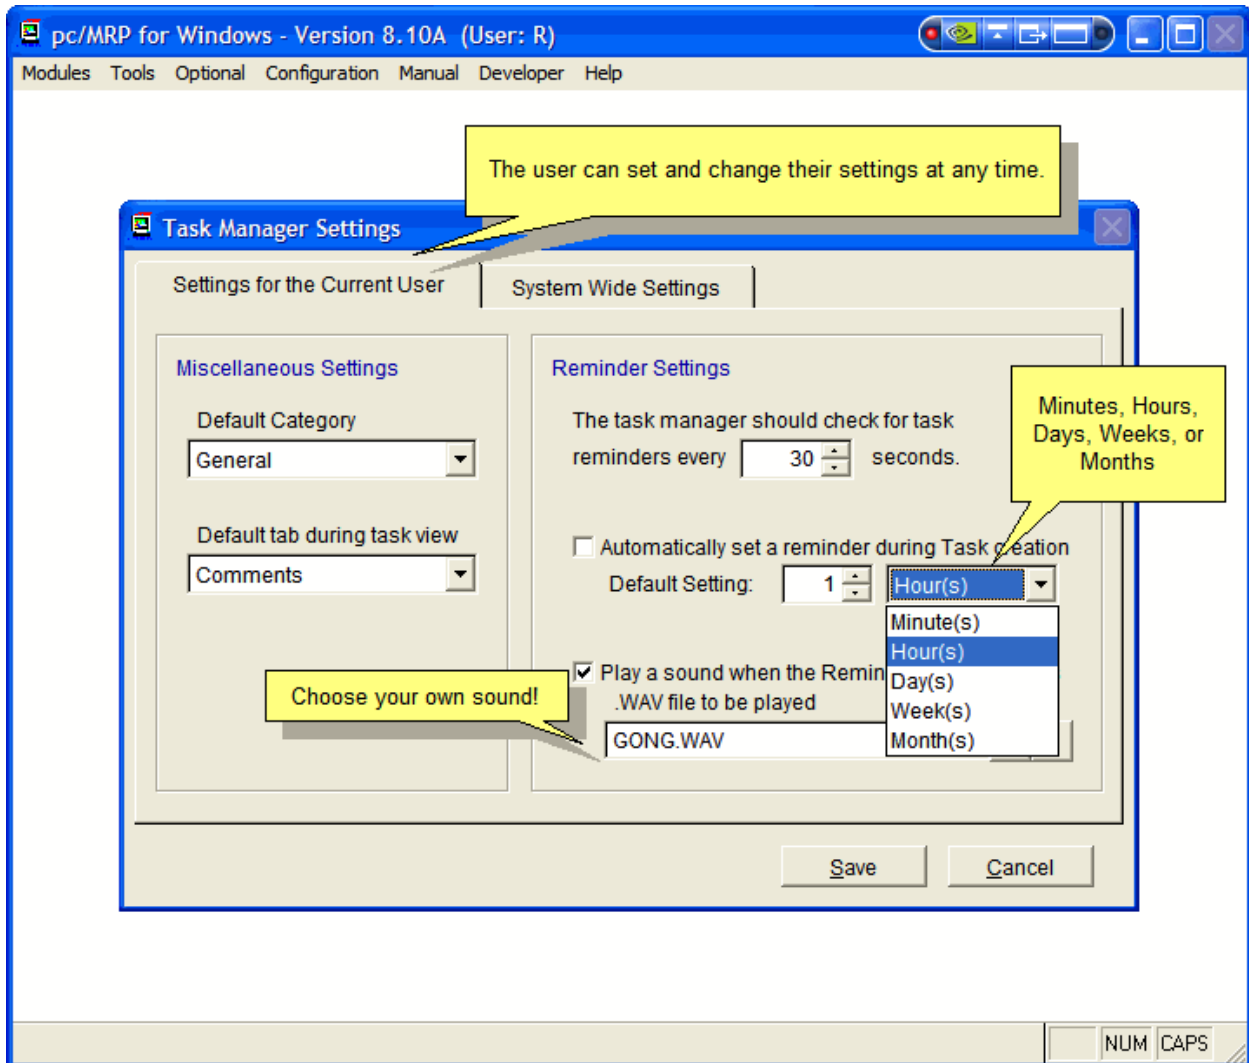 pc/MRP for Windows - Version 8.10A (User: R)
Modules Tools Optional Configuration Manual Developer Help
The user can set and change their settings at any time.
Task Manager Settings
Settings for the Current User
System Wide Settings
Miscellaneous Settings
Default Category
General
Default tab during task view
Comments
Reminder Settings
The task manager should check for task
reminders every 30 seconds.
Minutes, Hours,
Days, Weeks, or
Months
Automatically set a reminder during Task creation
Default Setting: 1 Hour(s)
Minute(s)
Hour(s)
Day(s)
Week(s)
Month(s)
Play a sound when the Remin
.WAV file to be played
GONG.WAV
Choose your own sound!
Save
Cancel
NUM CAPS